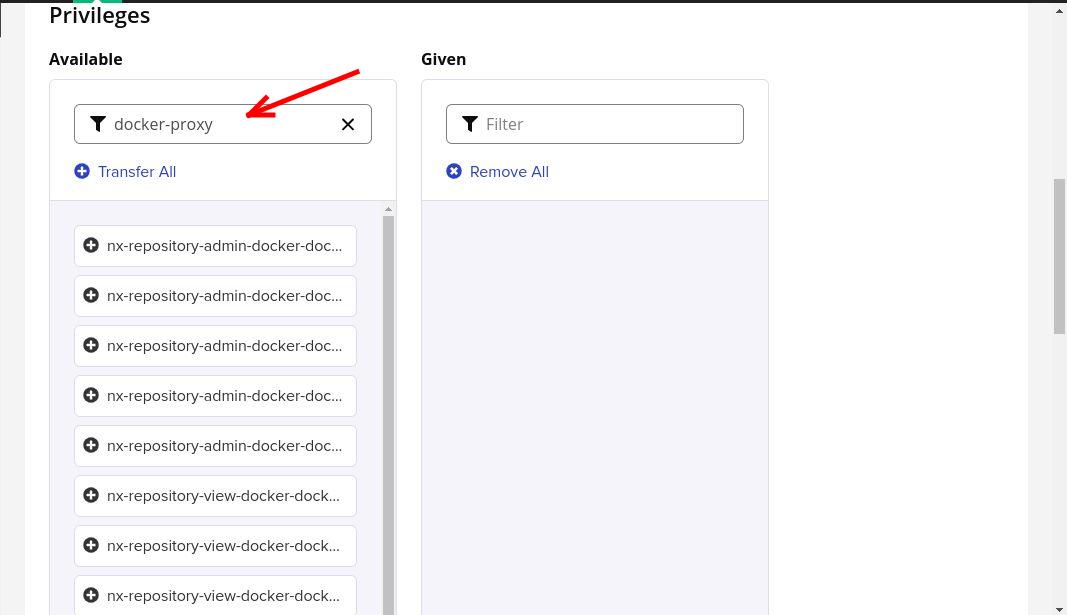 Privileges
Available
Given
docker-proxy
Filter
Transfer All
Remove All
nx-repository-admin-docker-doc...
nx-repository-admin-docker-doc...
nx-repository-admin-docker-doc...
nx-repository-admin-docker-doc...
nx-repository-admin-docker-doc...
nx-repository-view-docker-dock...
nx-repository-view-docker-dock...
nx-repository-view-docker-dock...